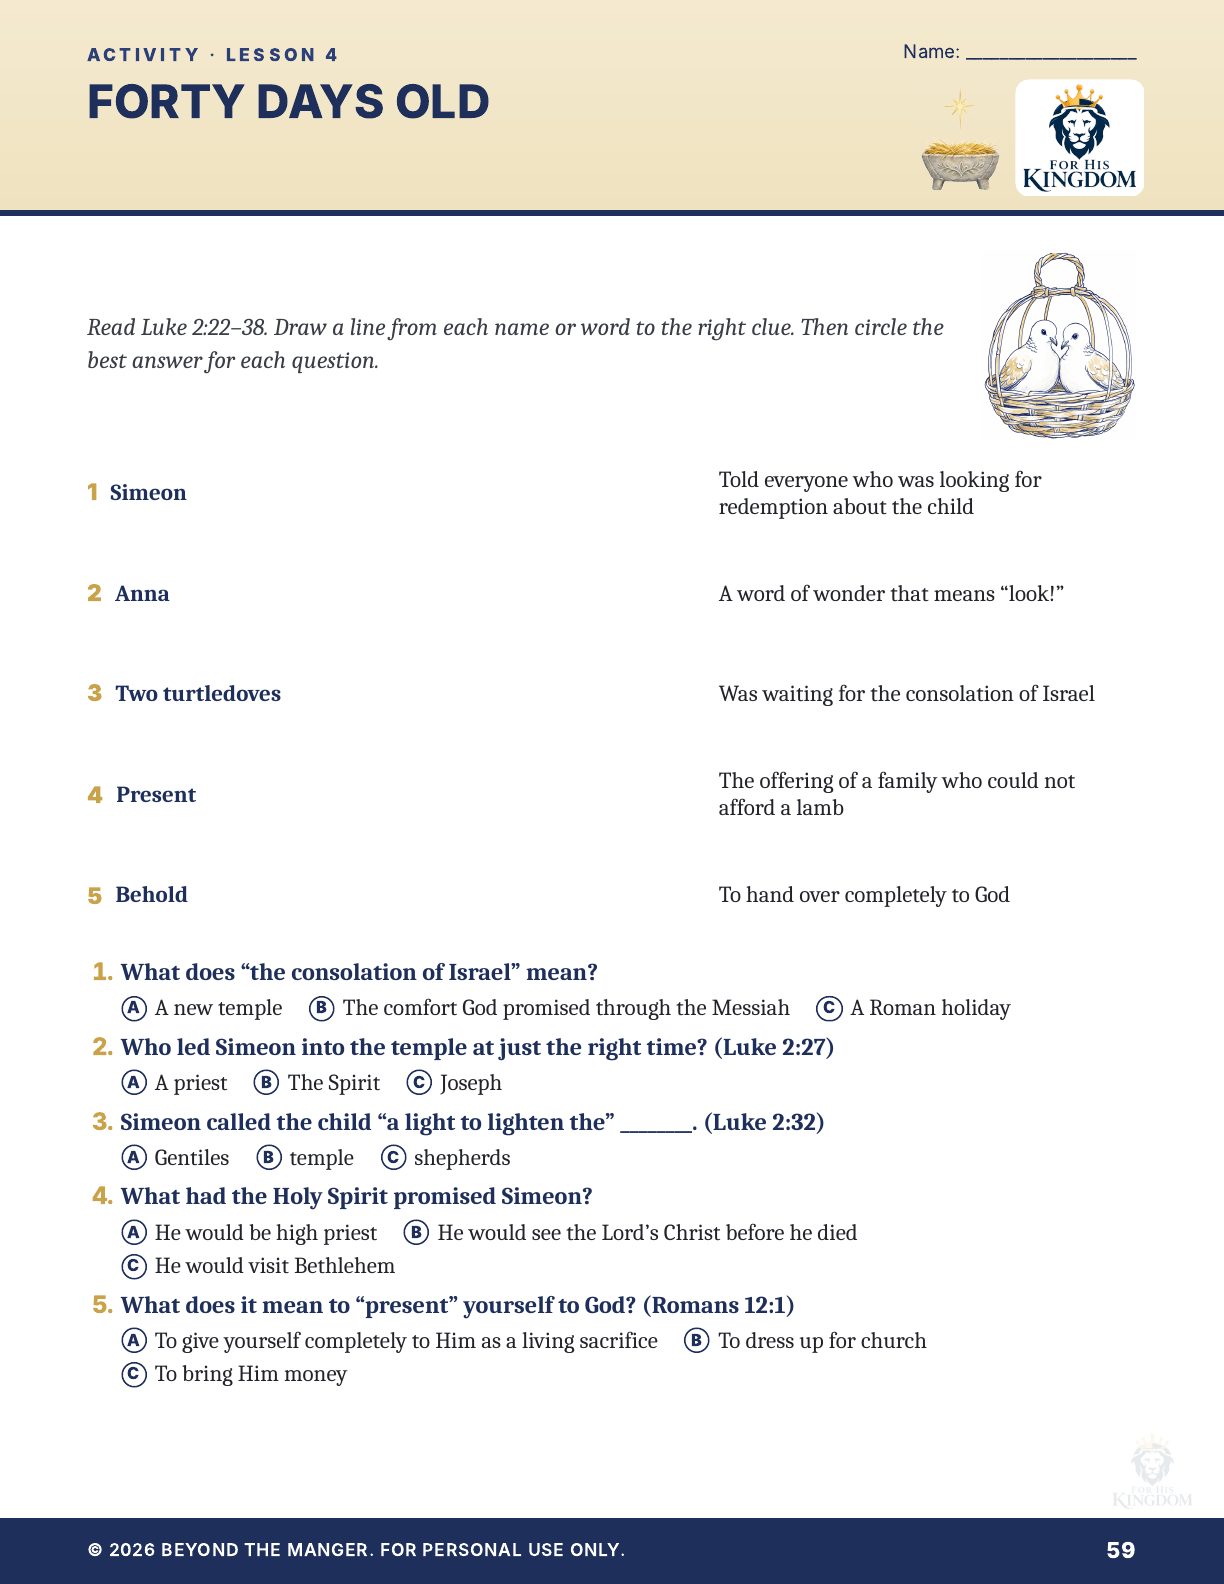 ACTIVITY · LESSON 4
Name: ________________
FORTY DAYS OLD
FOR HIS
KINGDOM
Read Luke 2:22–38. Draw a line from each name or word to the right clue. Then circle the
best answer for each question.
1 Simeon
Told everyone who was looking for
redemption about the child
2 Anna
A word of wonder that means “look!”
3 Two turtledoves
Was waiting for the consolation of Israel
4 Present
The offering of a family who could not
afford a lamb
5 Behold
To hand over completely to God
1. What does “the consolation of Israel” mean?
A A new temple B The comfort God promised through the Messiah C A Roman holiday
2. Who led Simeon into the temple at just the right time? (Luke 2:27)
A A priest B The Spirit C Joseph
3. Simeon called the child “a light to lighten the” _______. (Luke 2:32)
A Gentiles B temple C shepherds
4. What had the Holy Spirit promised Simeon?
A He would be high priest B He would see the Lord’s Christ before he died
C He would visit Bethlehem
5. What does it mean to “present” yourself to God? (Romans 12:1)
A To give yourself completely to Him as a living sacrifice B To dress up for church
C To bring Him money
FOR HIS
KINGDOM
© 2026 BEYOND THE MANGER. FOR PERSONAL USE ONLY.
59